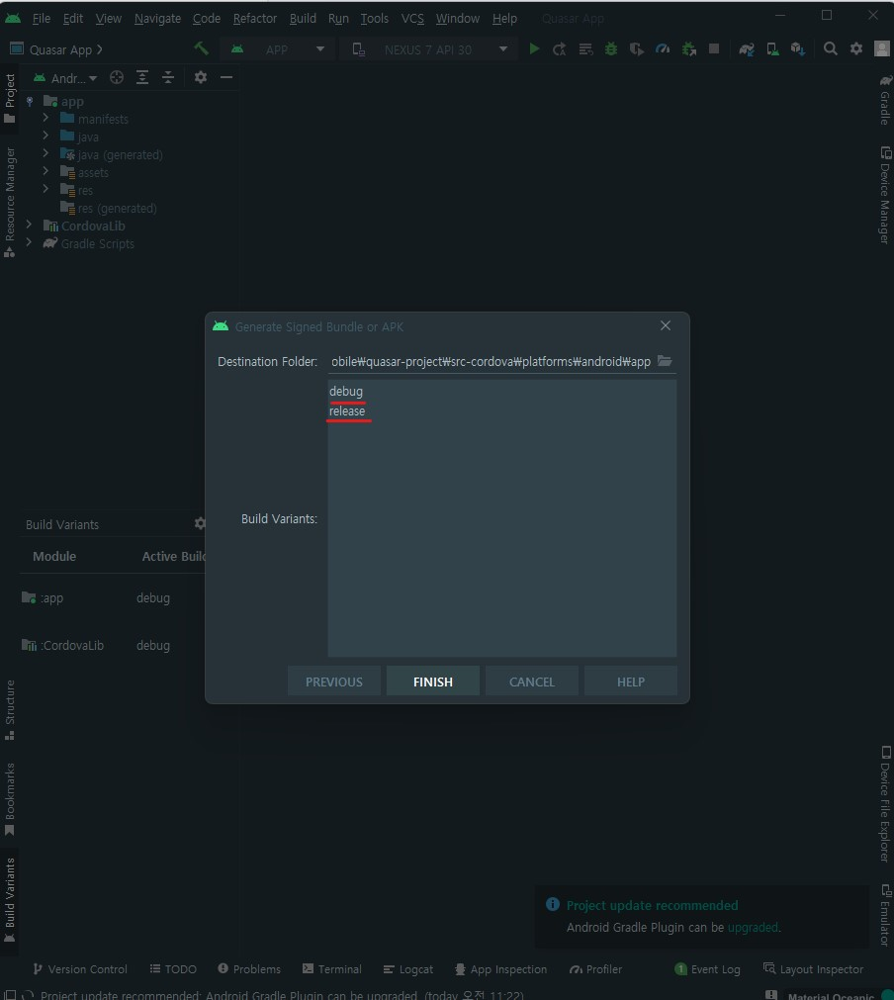 File Edit View Navigate Code Refactor Build Run Tools VCS Window Help Quasar App
Quasar App APP NEXUS 7 API 30
Andr...
app
manifests
java
java (generated)
assets
res
res (generated)
CordovaLib
Gradle Scripts
Project
Resource Manager
Gradle
Device Manager
Generate Signed Bundle or APK
Destination Folder: obile₩quasar-project₩src-cordova₩platforms₩android₩app
debug
release
Build Variants:
PREVIOUS FINISH CANCEL HELP
Build Variants
Module Active Build
:app debug
:CordovaLib debug
Structure
Bookmarks
Build Variants
Device File Explorer
Emulator
Project update recommended
Android Gradle Plugin can be upgraded.
Version Control TODO Problems Terminal Logcat App Inspection Profiler 1 Event Log Layout Inspector
Project update recommended: Android Gradle Plugin can be upgraded. (today 오전 11:22) Material Oceanic